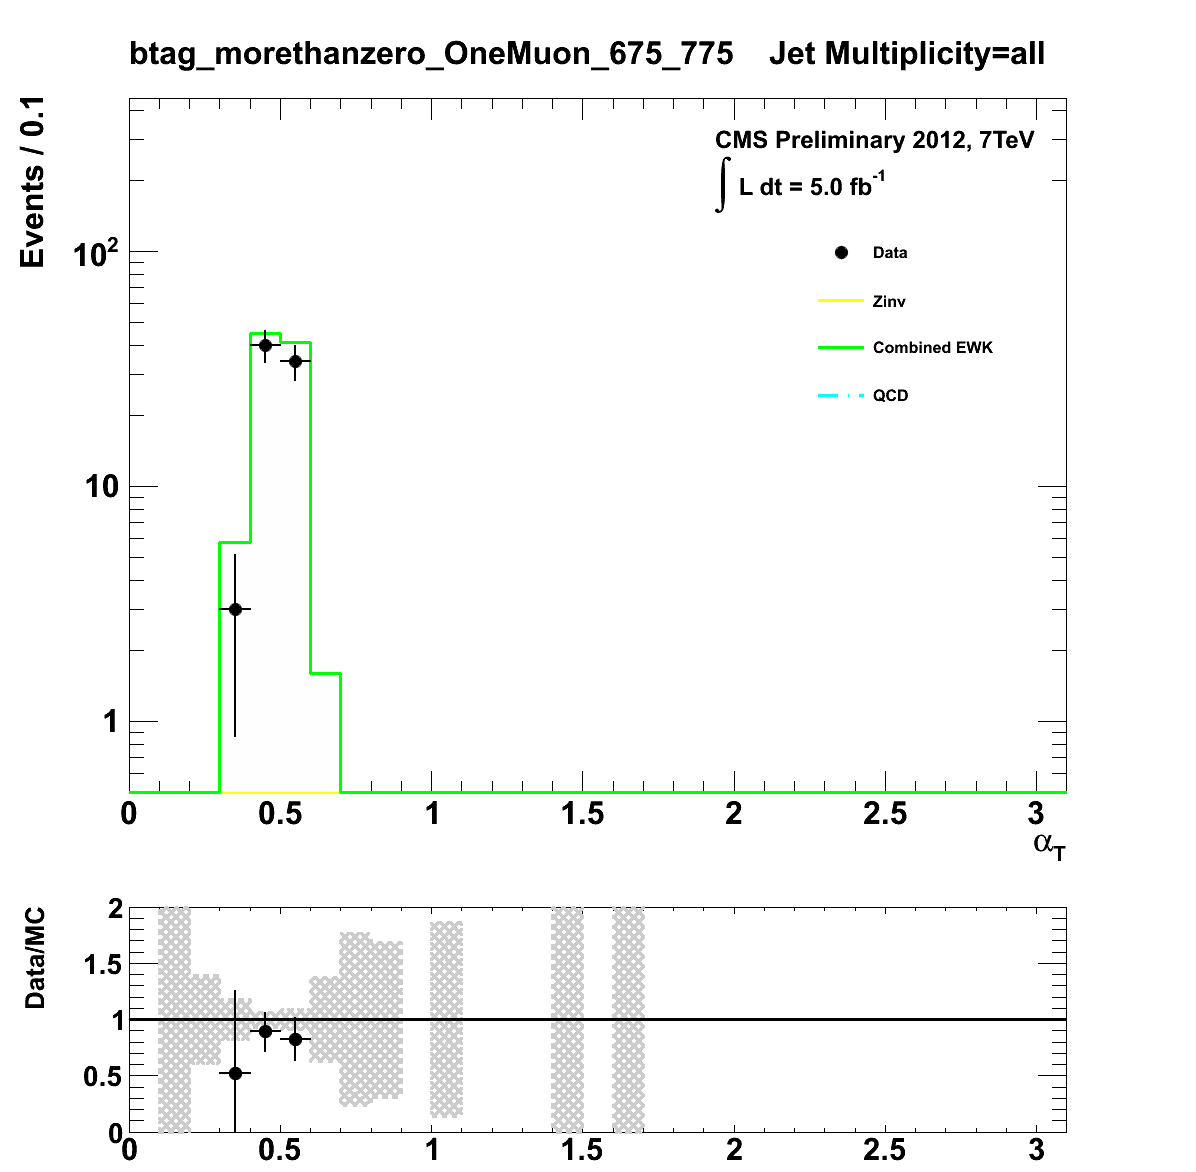 btag_morethanzero_OneMuon_675_775 Jet Multiplicity=all
Events / 0.1
CMS Preliminary 2012, 7TeV
∫ L dt = 5.0 fb⁻¹
Data
Zinv
Combined EWK
QCD
10²
10
1
0 0.5 1 1.5 2 2.5 3
α_T
Data/MC
2
1.5
1
0.5
0
0 0.5 1 1.5 2 2.5 3